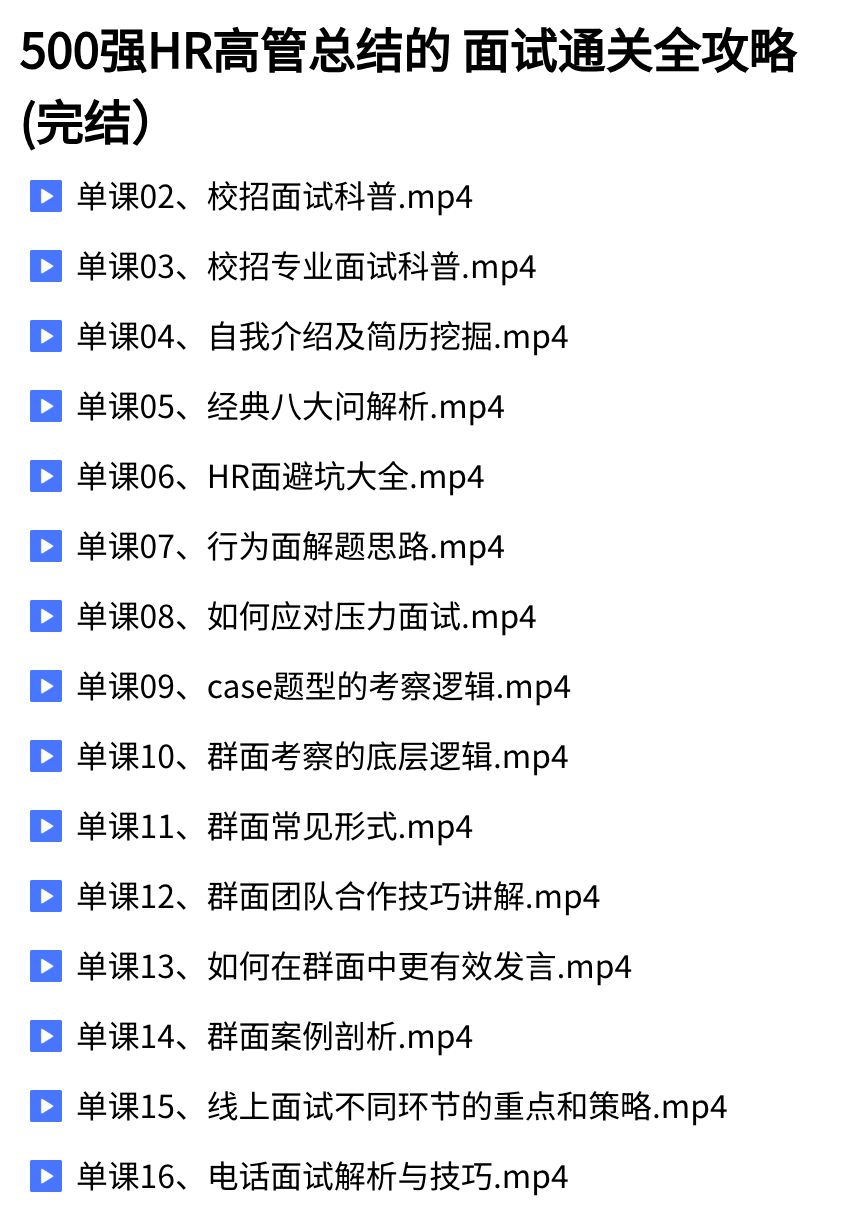 500强HR高管总结的 面试通关全攻略
(完结）
单课02、校招面试科普.mp4
单课03、校招专业面试科普.mp4
单课04、自我介绍及简历挖掘.mp4
单课05、经典八大问解析.mp4
单课06、HR面避坑大全.mp4
单课07、行为面解题思路.mp4
单课08、如何应对压力面试.mp4
单课09、case题型的考察逻辑.mp4
单课10、群面考察的底层逻辑.mp4
单课11、群面常见形式.mp4
单课12、群面团队合作技巧讲解.mp4
单课13、如何在群面中更有效发言.mp4
单课14、群面案例剖析.mp4
单课15、线上面试不同环节的重点和策略.mp4
单课16、电话面试解析与技巧.mp4